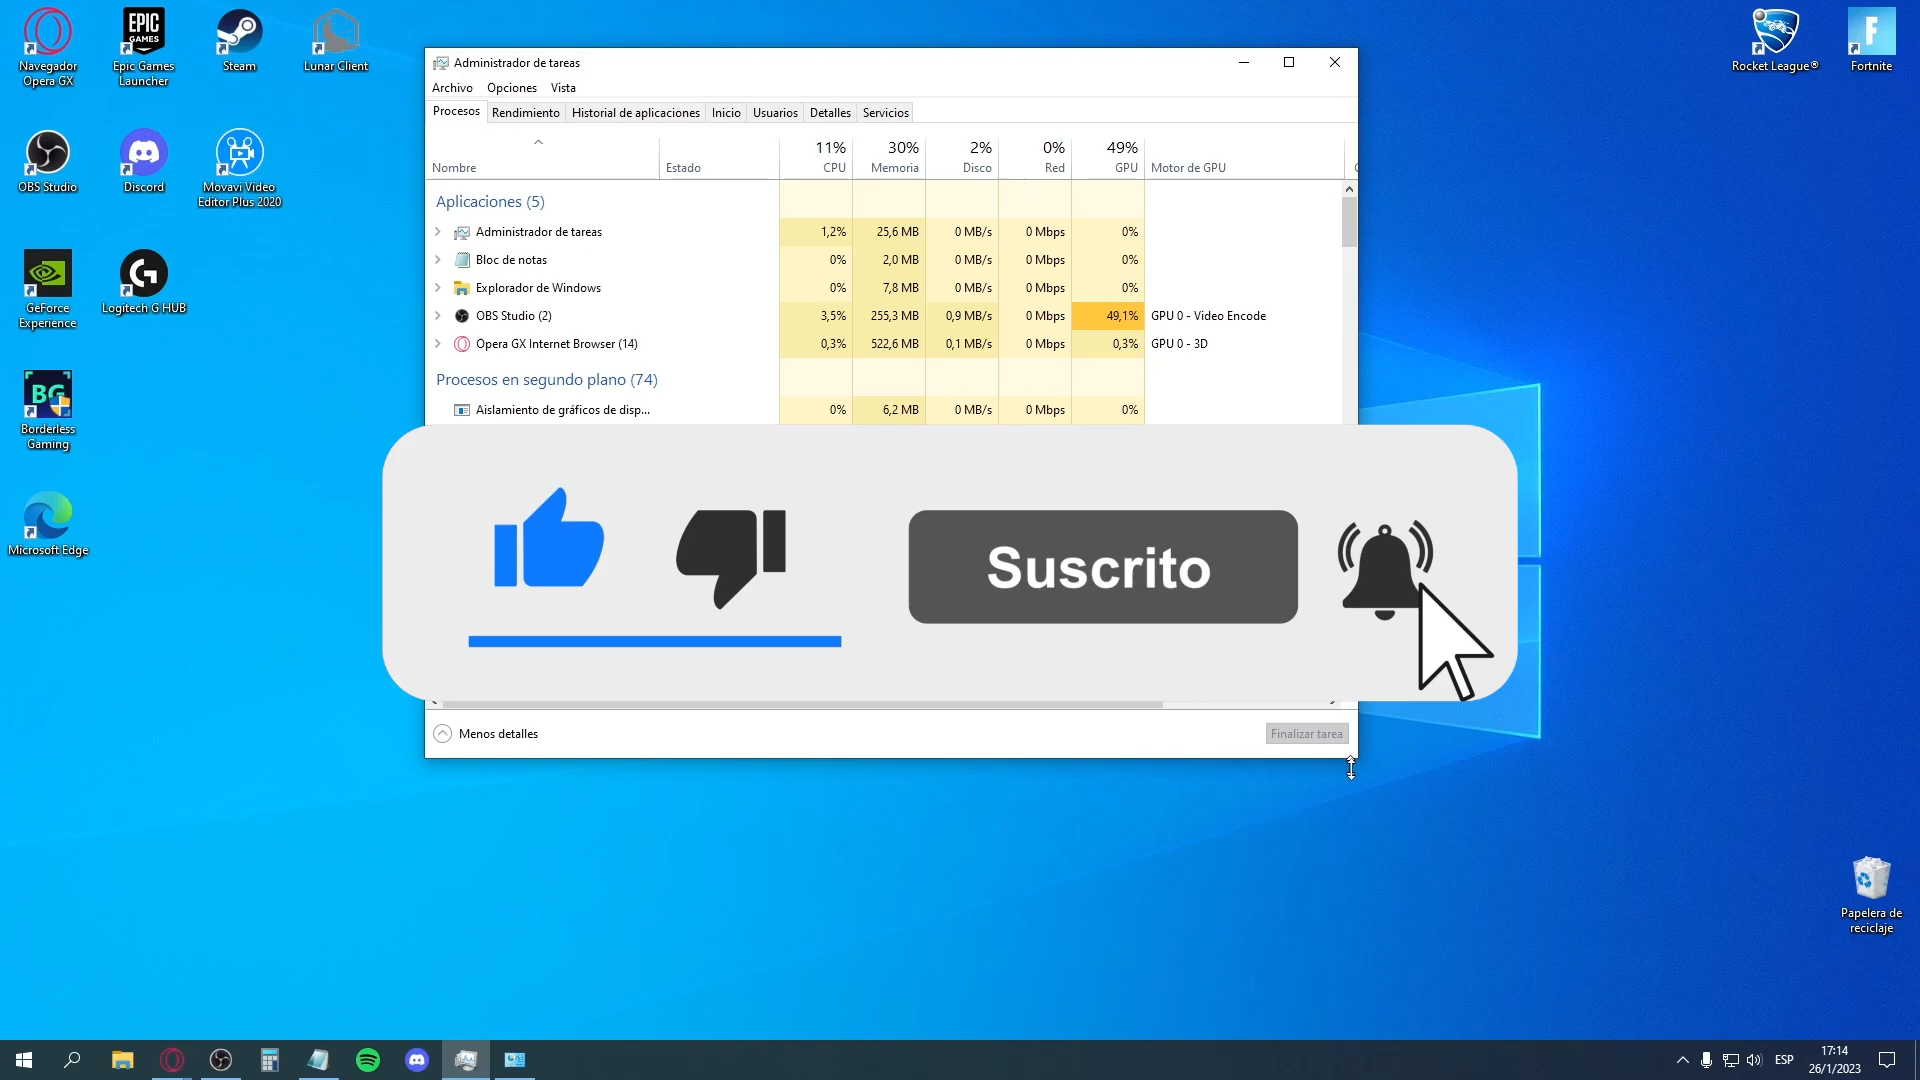 Navegador
Opera GX
EPIC
GAMES
Epic Games
Launcher
Steam
Lunar Client
OBS Studio
Discord
Movavi Video
Editor Plus 2020
GeForce
Experience
Logitech G HUB
BG
Borderless
Gaming
Microsoft Edge
Rocket League®
Fortnite
Papelera de
reciclaje
Administrador de tareas
Archivo Opciones Vista
Procesos Rendimiento Historial de aplicaciones Inicio Usuarios Detalles Servicios
11% 30% 2% 0% 49%
Nombre Estado CPU Memoria Disco Red GPU Motor de GPU
Aplicaciones (5)
Administrador de tareas 1,2% 25,6 MB 0 MB/s 0 Mbps 0%
Bloc de notas 0% 2,0 MB 0 MB/s 0 Mbps 0%
Explorador de Windows 0% 7,8 MB 0 MB/s 0 Mbps 0%
OBS Studio (2) 3,5% 255,3 MB 0,9 MB/s 0 Mbps 49,1% GPU 0 - Video Encode
Opera GX Internet Browser (14) 0,3% 522,6 MB 0,1 MB/s 0 Mbps 0,3% GPU 0 - 3D
Procesos en segundo plano (74)
Aislamiento de gráficos de disp... 0% 6,2 MB 0 MB/s 0 Mbps 0%
Suscrito
Menos detalles
Finalizar tarea
ESP
17:14
26/1/2023